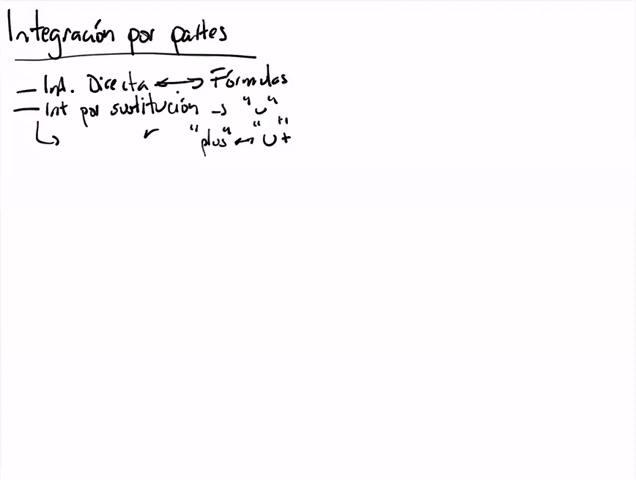 Integración por partes
— Int. Directa ↔ Fórmulas
— Int por sustitución → "u"
↳ " "plus" ↔ "u+"